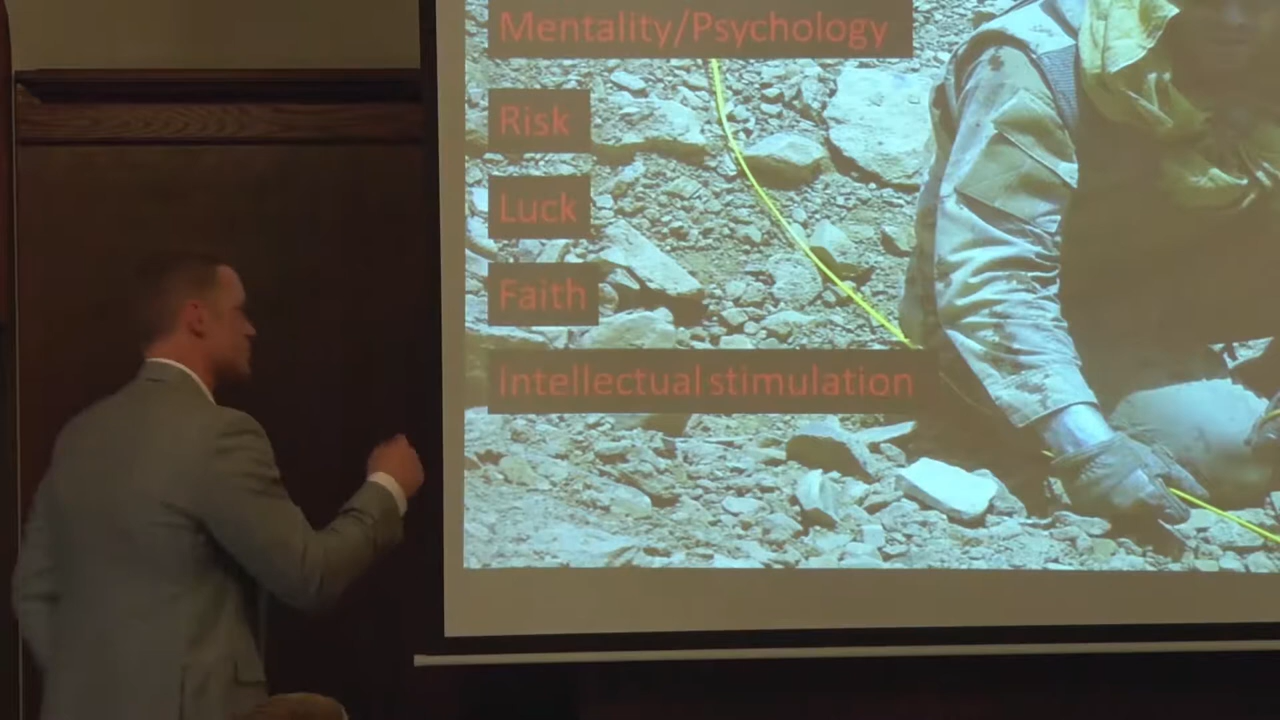 Mentality/Psychology
Risk
Luck
Faith
Intellectual stimulation